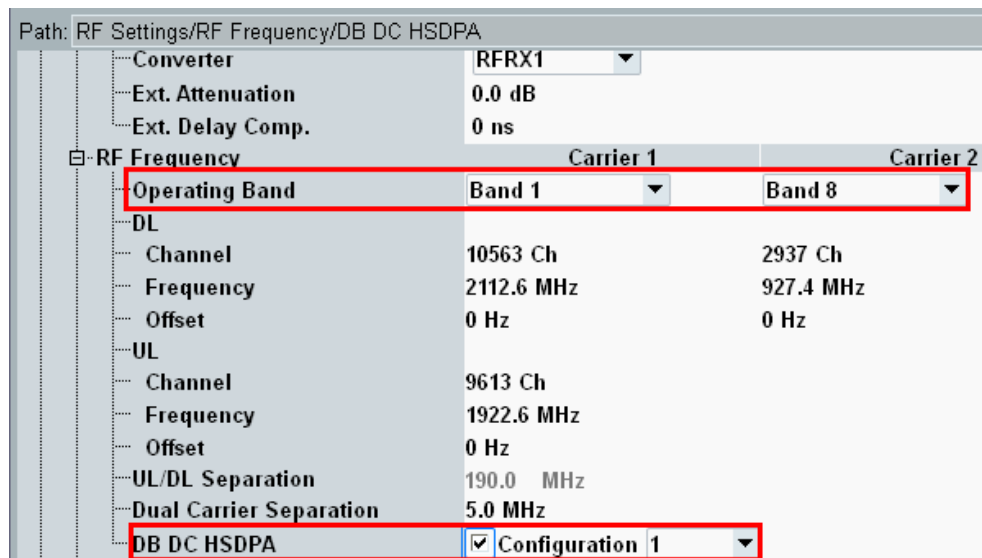 Path: RF Settings/RF Frequency/DB DC HSDPA
Converter RFRX1
Ext. Attenuation 0.0 dB
Ext. Delay Comp. 0 ns
RF Frequency Carrier 1 Carrier 2
Operating Band Band 1 Band 8
DL
Channel 10563 Ch 2937 Ch
Frequency 2112.6 MHz 927.4 MHz
Offset 0 Hz 0 Hz
UL
Channel 9613 Ch
Frequency 1922.6 MHz
Offset 0 Hz
UL/DL Separation 190.0 MHz
Dual Carrier Separation 5.0 MHz
DB DC HSDPA Configuration 1